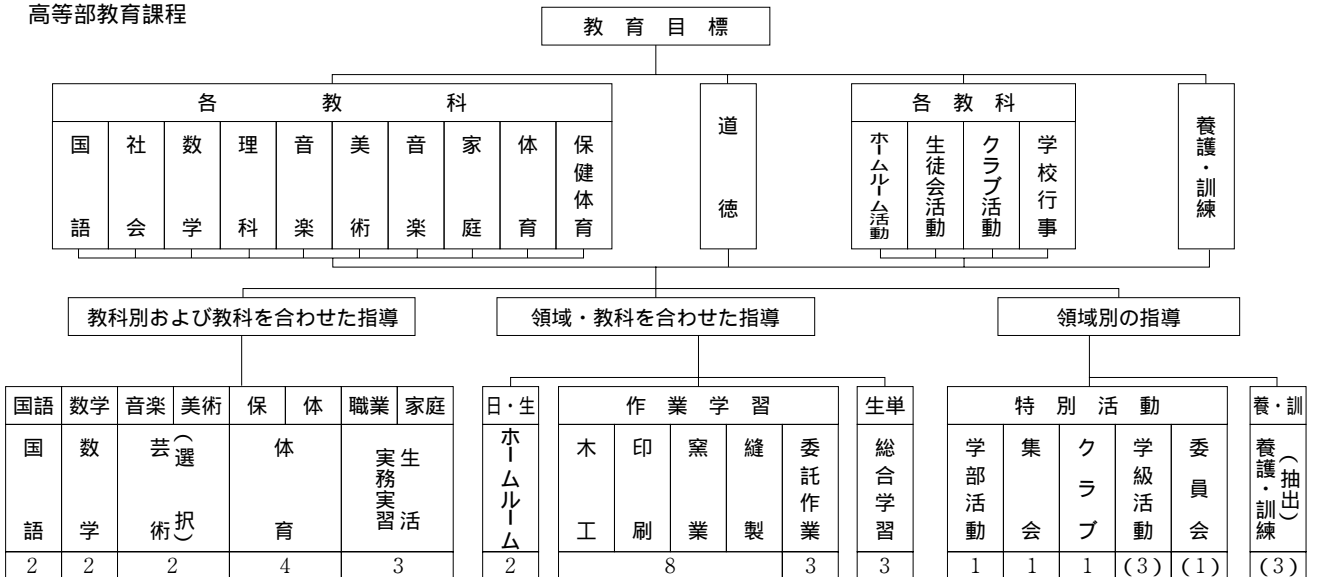 高等部教育課程
教育目標
各教科
国語
社会
数学
理科
音楽
美術
音楽
家庭
体育
保健体育
道徳
各教科
ホームルーム活動
生徒会活動
クラブ活動
学校行事
養護・訓練
教科別および教科を合わせた指導
領域・教科を合わせた指導
領域別の指導
国語 数学 音楽 美術 保 体 職業 家庭
国語
数学
芸術(選択)
体育
生活
実務実習
2 2 2 4 3
日・生 作業学習 生単
ホームルーム
木工
印刷
窯業
縫製
委託作業
総合学習
2 8 3 3
特別活動 養・訓
学部活動
集会
クラブ
学級活動
委員会
養護・訓練(抽出)
1 1 1 (3) (1) (3)